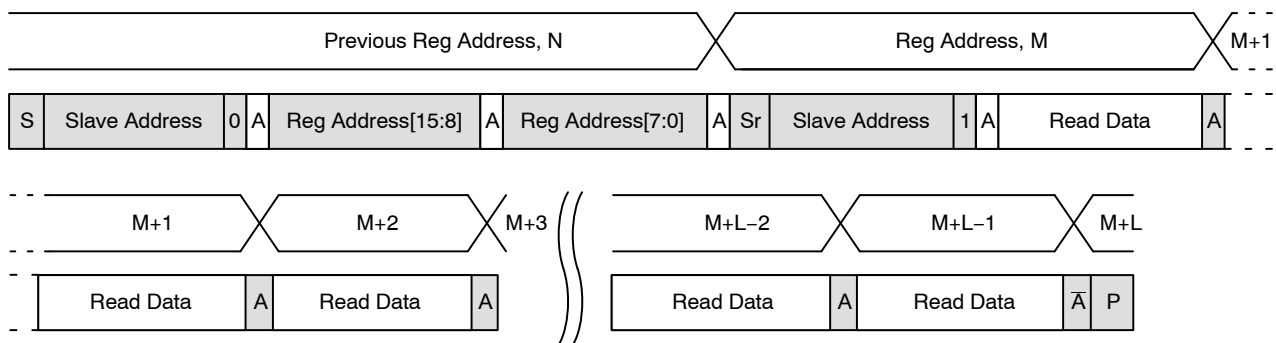 Previous Reg Address, N Reg Address, M M+1
S Slave Address 0 A Reg Address[15:8] A Reg Address[7:0] A Sr Slave Address 1 A Read Data A
M+1 M+2 M+3 M+L−2 M+L−1 M+L
Read Data A Read Data A Read Data A Read Data A̅ P